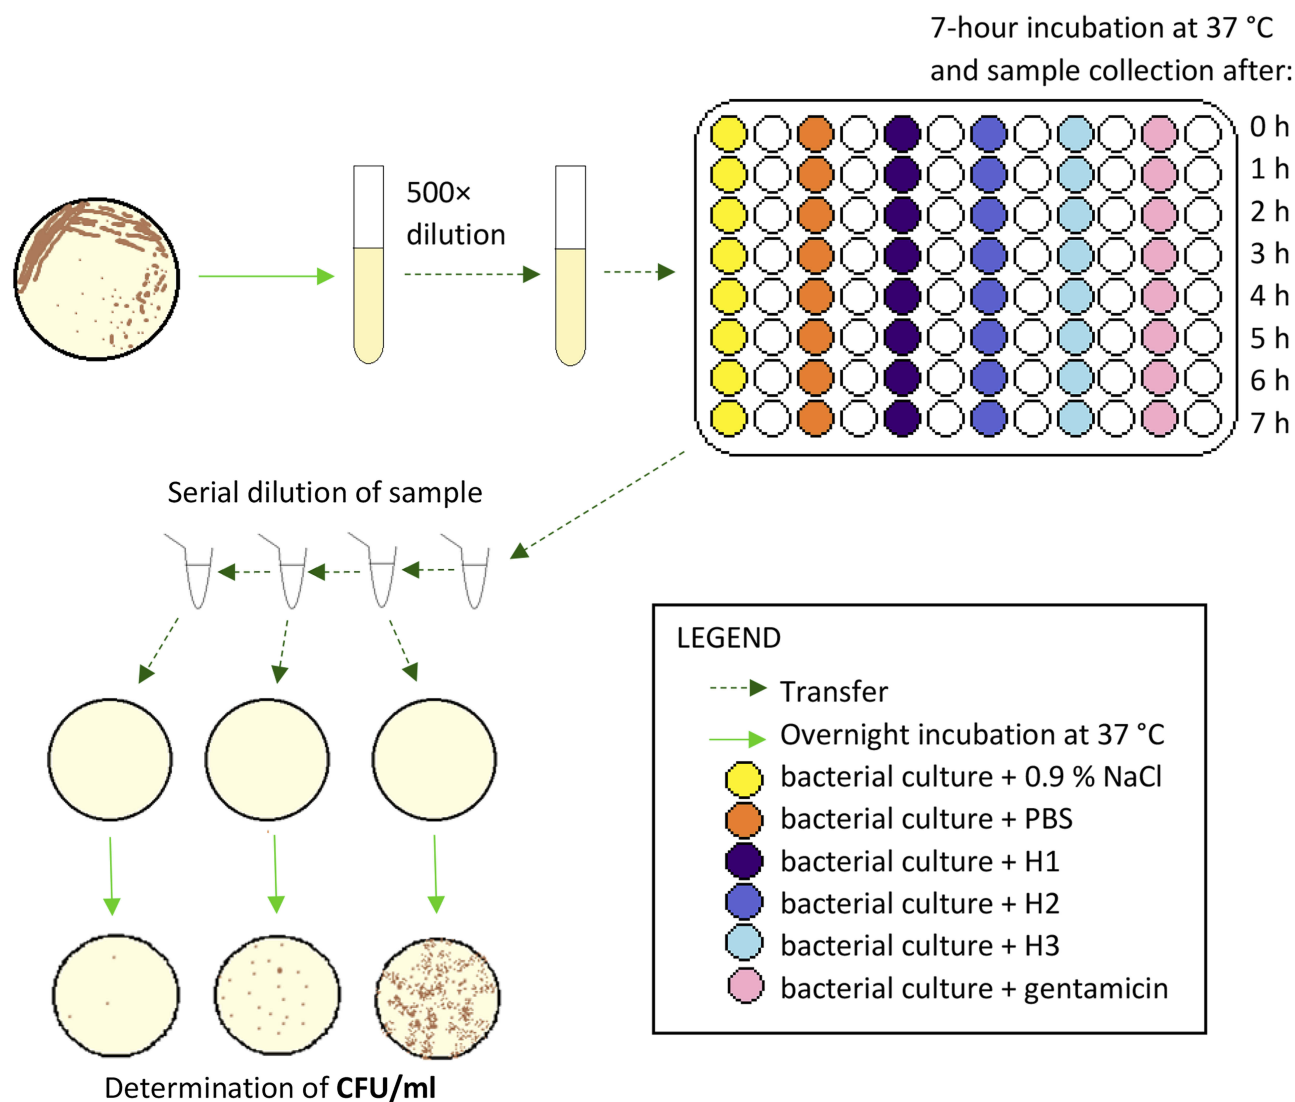 7-hour incubation at 37 °C
and sample collection after:
500×
dilution
0 h
1 h
2 h
3 h
4 h
5 h
6 h
7 h
Serial dilution of sample
LEGEND
Transfer
Overnight incubation at 37 °C
bacterial culture + 0.9 % NaCl
bacterial culture + PBS
bacterial culture + H1
bacterial culture + H2
bacterial culture + H3
bacterial culture + gentamicin
Determination of CFU/ml